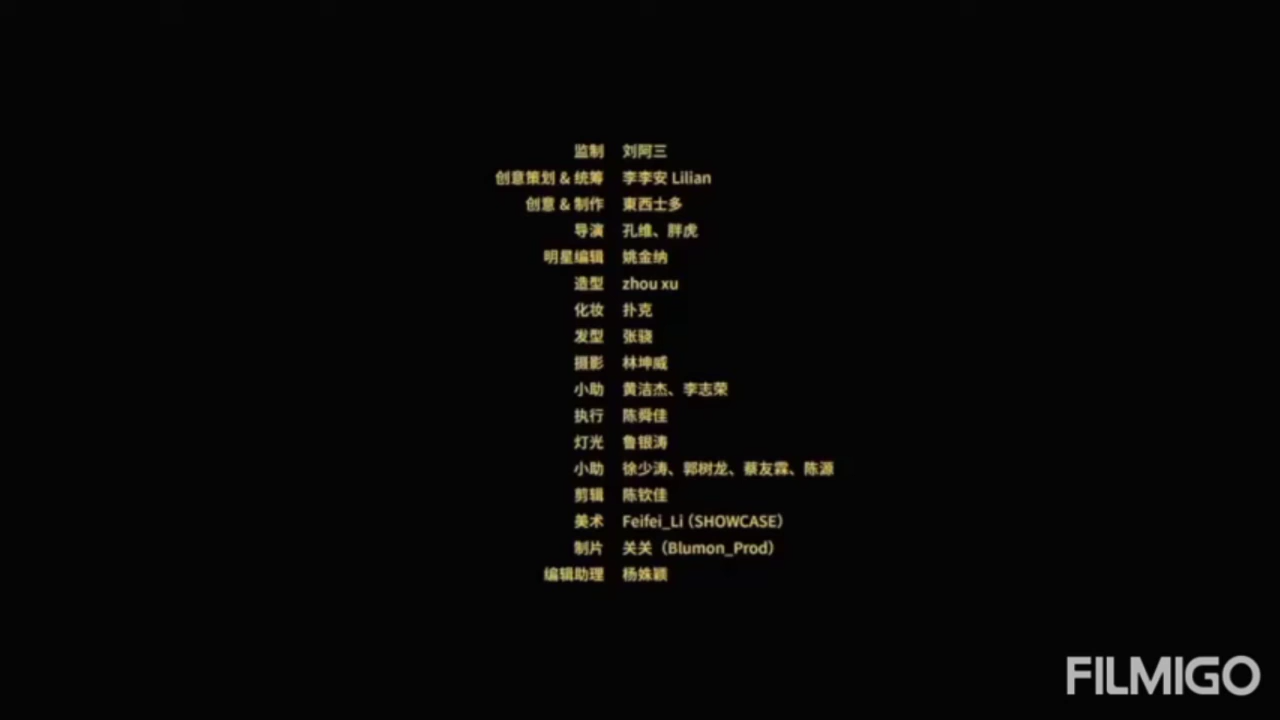 监制 刘阿三
创意策划 & 统筹 李李安 Lilian
创意 & 制作 東西士多
导演 孔维、胖虎
明星编辑 姚金纳
造型 zhou xu
化妆 扑克
发型 张骁
摄影 林坤威
小助 黄洁杰、李志荣
执行 陈舜佳
灯光 鲁银涛
小助 徐少涛、郭树龙、蔡友霖、陈源
剪辑 陈钦佳
美术 Feifei_Li（SHOWCASE）
制片 关关（Blumon_Prod）
编辑助理 杨姝颖
FILMIGO